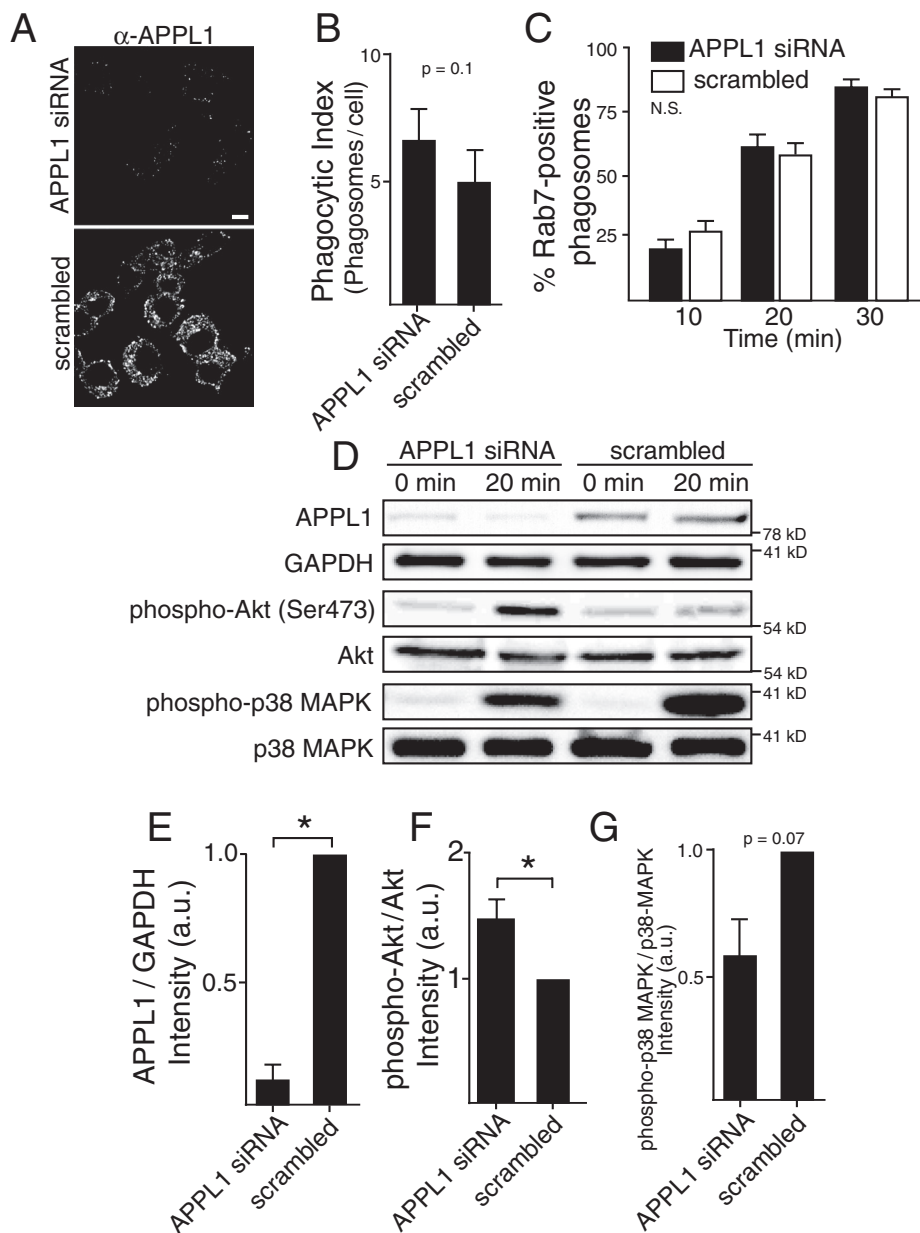 A
α-APPL1
APPL1 siRNA
scrambled
B
Phagocytic Index
(Phagosomes / cell)
10
5
0
p = 0.1
APPL1 siRNA
scrambled
C
% Rab7-positive
phagosomes
100
75
50
25
APPL1 siRNA
scrambled
N.S.
10 20 30
Time (min)
D
APPL1 siRNA scrambled
0 min 20 min 0 min 20 min
APPL1
78 kD
GAPDH
41 kD
phospho-Akt (Ser473)
54 kD
Akt
54 kD
phospho-p38 MAPK
41 kD
p38 MAPK
41 kD
E
APPL1 / GAPDH
Intensity (a.u.)
1.0
0.5
*
APPL1 siRNA
scrambled
F
phospho-Akt / Akt
Intensity (a.u.)
2
1
*
APPL1 siRNA
scrambled
G
phospho-p38 MAPK / p38-MAPK
Intensity (a.u.)
1.0
0.5
p = 0.07
APPL1 siRNA
scrambled